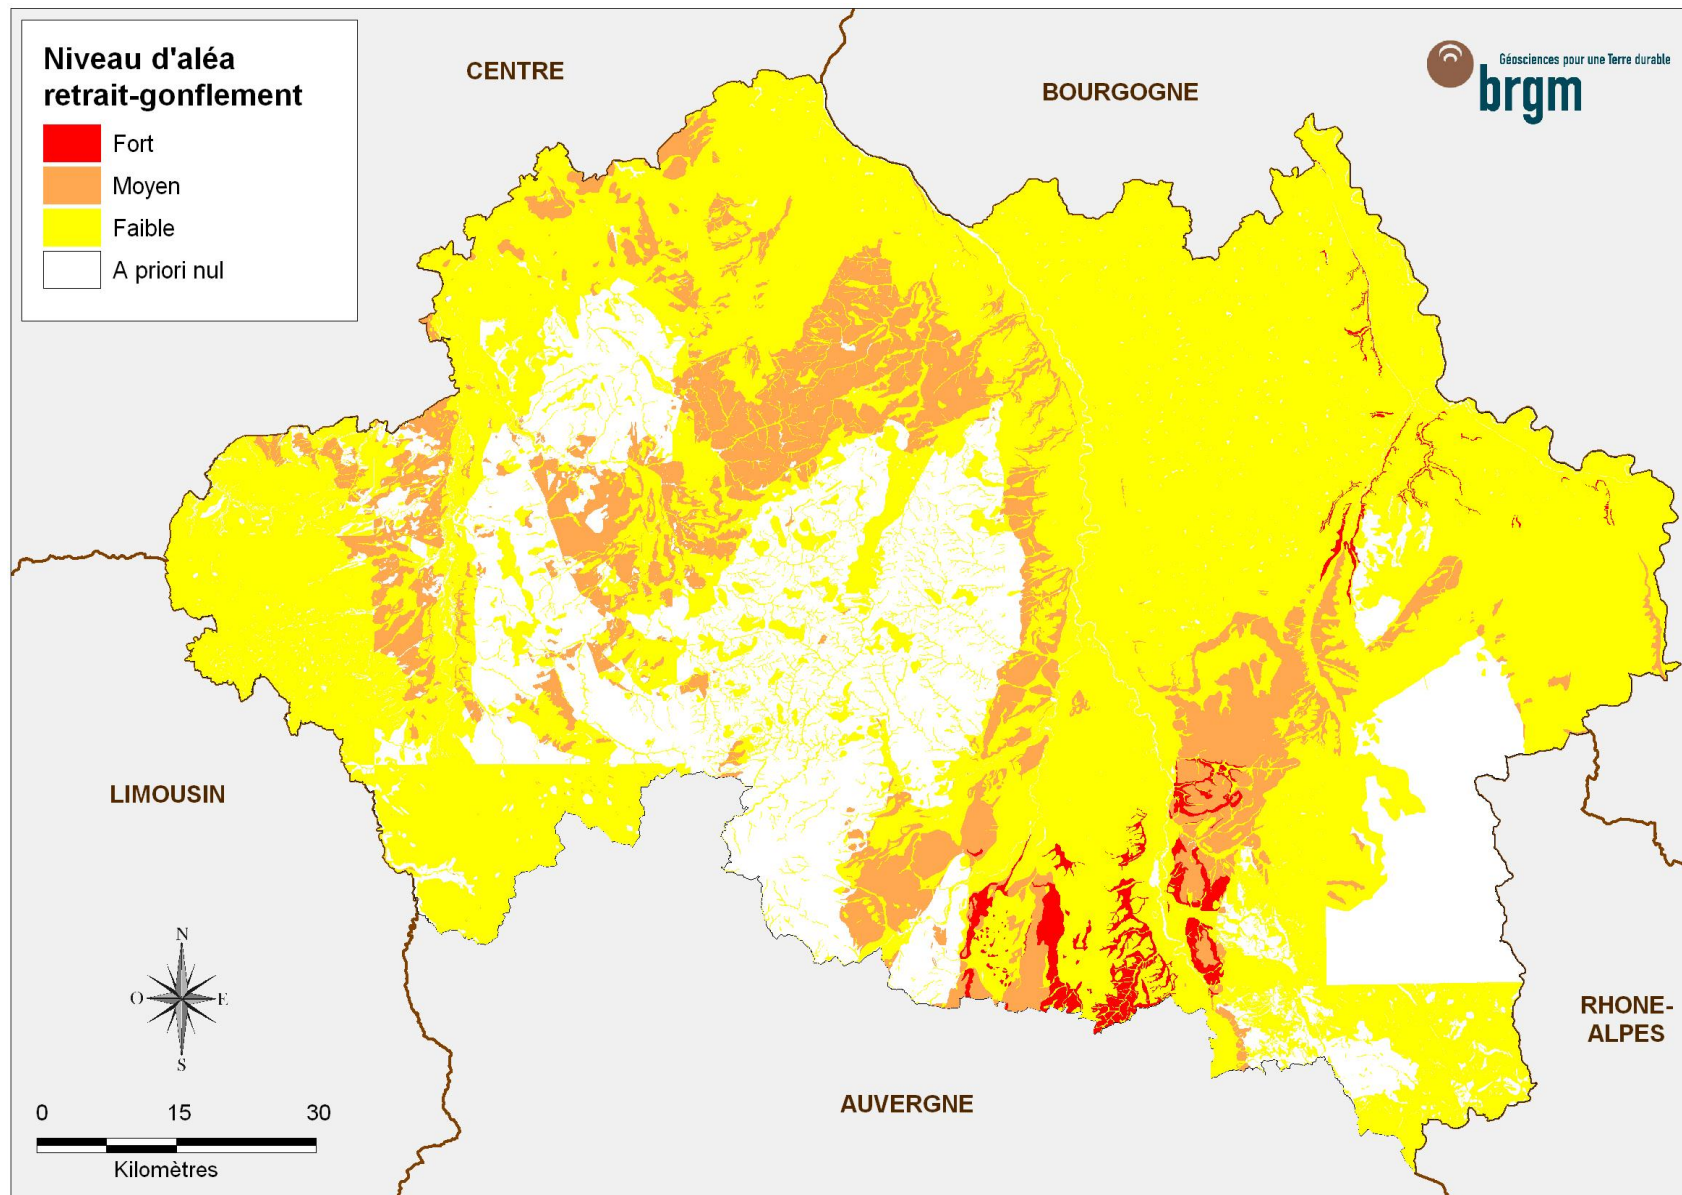 Niveau d'aléa
retrait-gonflement
Fort
Moyen
Faible
A priori nul
CENTRE
BOURGOGNE
Géosciences pour une Terre durable
brgm
LIMOUSIN
AUVERGNE
RHONE-
ALPES
N
O
E
S
0 15 30
Kilomètres